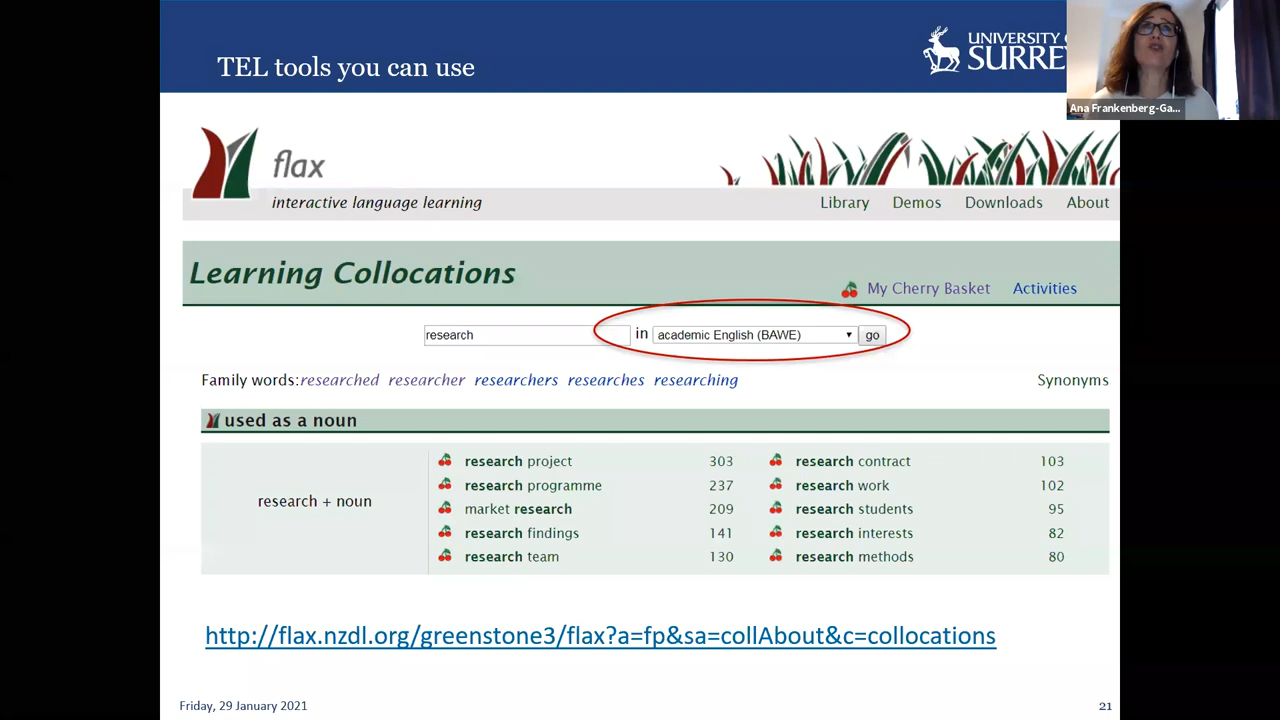 TEL tools you can use
UNIVERSITY O
SURRE
Ana Frankenberg-Ga...
flax
interactive language learning
Library Demos Downloads About
Learning Collocations
My Cherry Basket Activities
research in academic English (BAWE) go
Family words: researched researcher researchers researches researching Synonyms
used as a noun
research + noun
research project 303 research contract 103
research programme 237 research work 102
market research 209 research students 95
research findings 141 research interests 82
research team 130 research methods 80
http://flax.nzdl.org/greenstone3/flax?a=fp&sa=collAbout&c=collocations
Friday, 29 January 2021 21